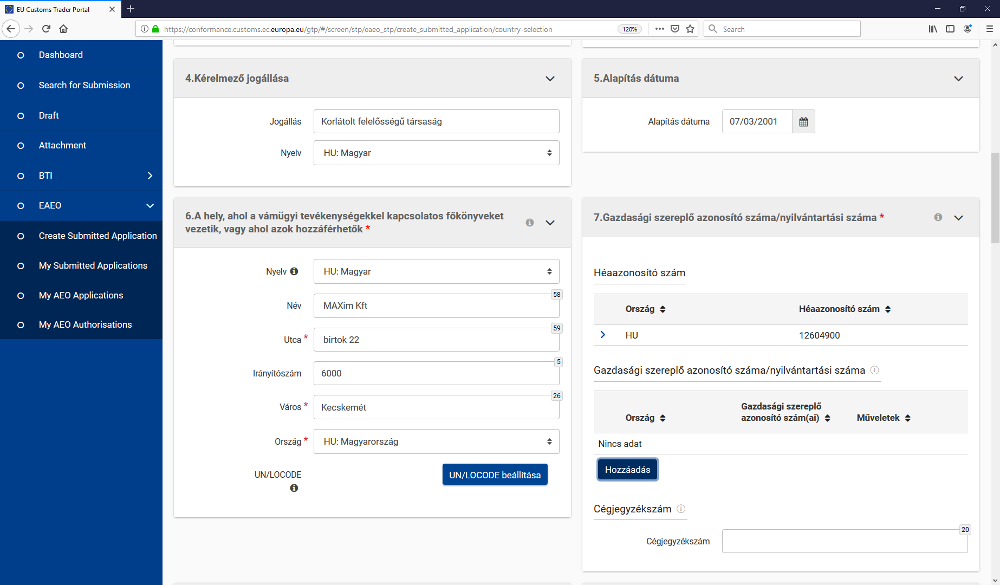 EU Customs Trader Portal
https://conformance.customs.ec.europa.eu/gtp/#/screen/stp/eaeo_stp/create_submitted_application/country-selection
120%
Search
Dashboard
Search for Submission
Draft
Attachment
BTI
EAEO
Create Submitted Application
My Submitted Applications
My AEO Applications
My AEO Authorisations
4.Kérelmező jogállása
Jogállás
Korlátolt felelősségű társaság
Nyelv
HU: Magyar
5.Alapítás dátuma
Alapítás dátuma
07/03/2001
6.A hely, ahol a vámügyi tevékenységekkel kapcsolatos főkönyveket
vezetik, vagy ahol azok hozzáférhetők *
Nyelv
HU: Magyar
58
Név
MAXim Kft
59
Utca *
birtok 22
5
Irányítószám
6000
26
Város *
Kecskemét
Ország *
HU: Magyarország
UN/LOCODE
UN/LOCODE beállítása
7.Gazdasági szereplő azonosító száma/nyilvántartási száma *
Héaazonosító szám
Ország
Héaazonosító szám
HU
12604900
Gazdasági szereplő azonosító száma/nyilvántartási száma
Ország
Gazdasági szereplő
azonosító szám(ai)
Műveletek
Nincs adat
Hozzáadás
Cégjegyzékszám
20
Cégjegyzékszám